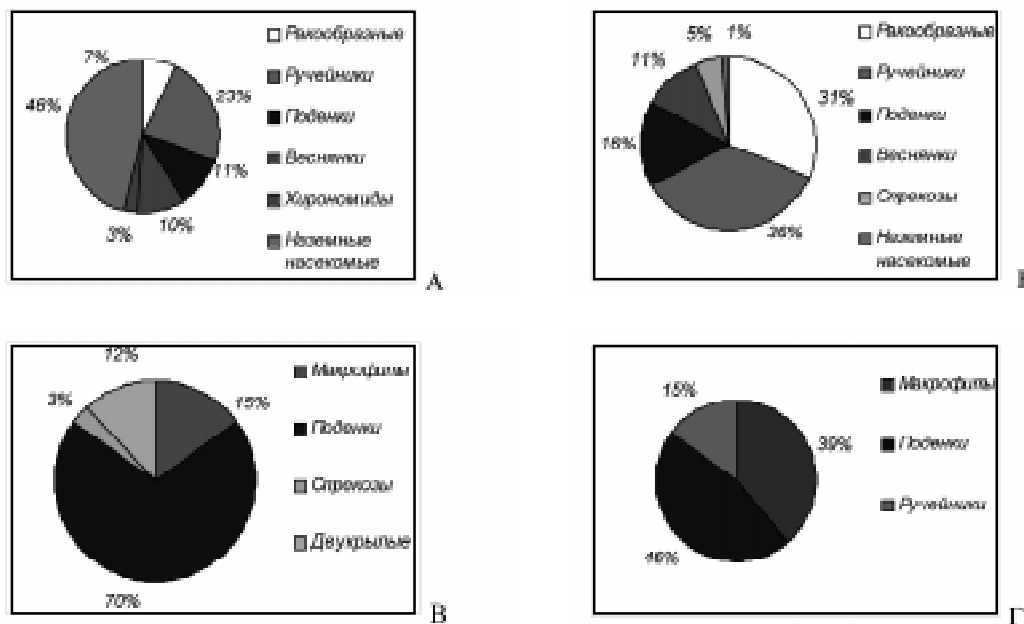 7%
46%
23%
11%
10%
3%
Ракообразные
Ручейники
Поденки
Веснянки
Хирономиды
Наземные
насекомые
А
5% 1%
11%
31%
16%
36%
Ракообразные
Ручейники
Поденки
Веснянки
Стрекозы
Наземные
насекомые
12%
3%
15%
70%
Макрофиты
Поденки
Стрекозы
Двукрылые
В
15%
39%
46%
Макрофиты
Поденки
Ручейники
Г